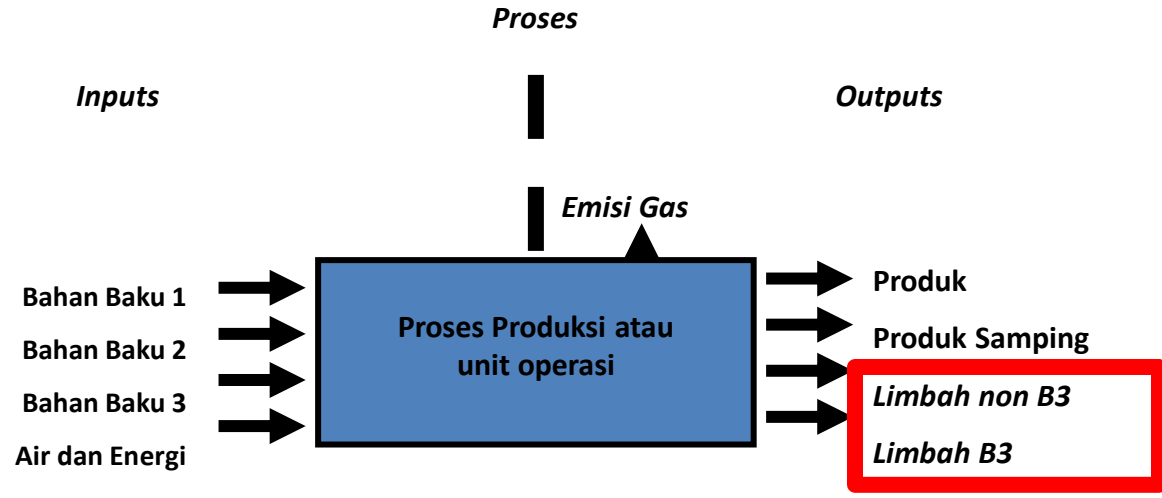 Proses
Inputs
Outputs
Emisi Gas
Bahan Baku 1
Bahan Baku 2
Bahan Baku 3
Air dan Energi
Proses Produksi atau
unit operasi
Produk
Produk Samping
Limbah non B3
Limbah B3